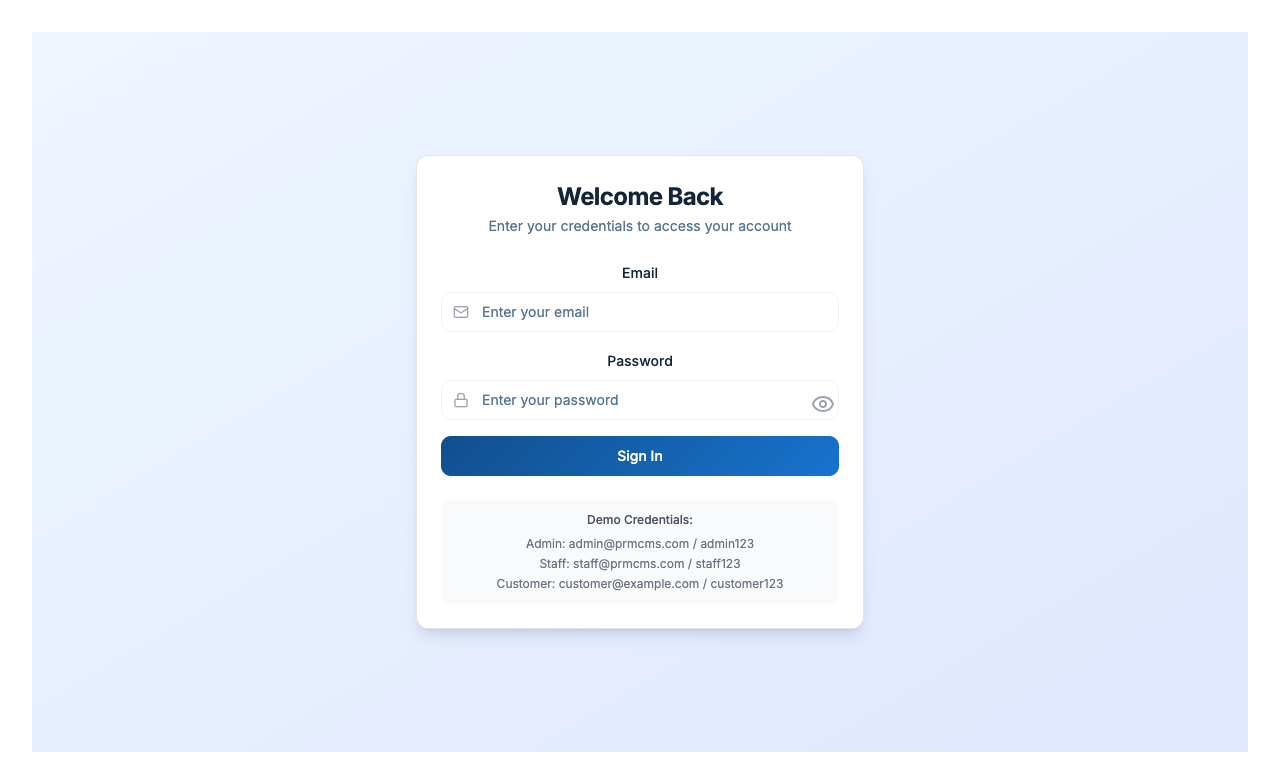 Welcome Back
Enter your credentials to access your account
Email
Enter your email
Password
Enter your password
Sign In
Demo Credentials:
Admin: admin@prmcms.com / admin123
Staff: staff@prmcms.com / staff123
Customer: customer@example.com / customer123